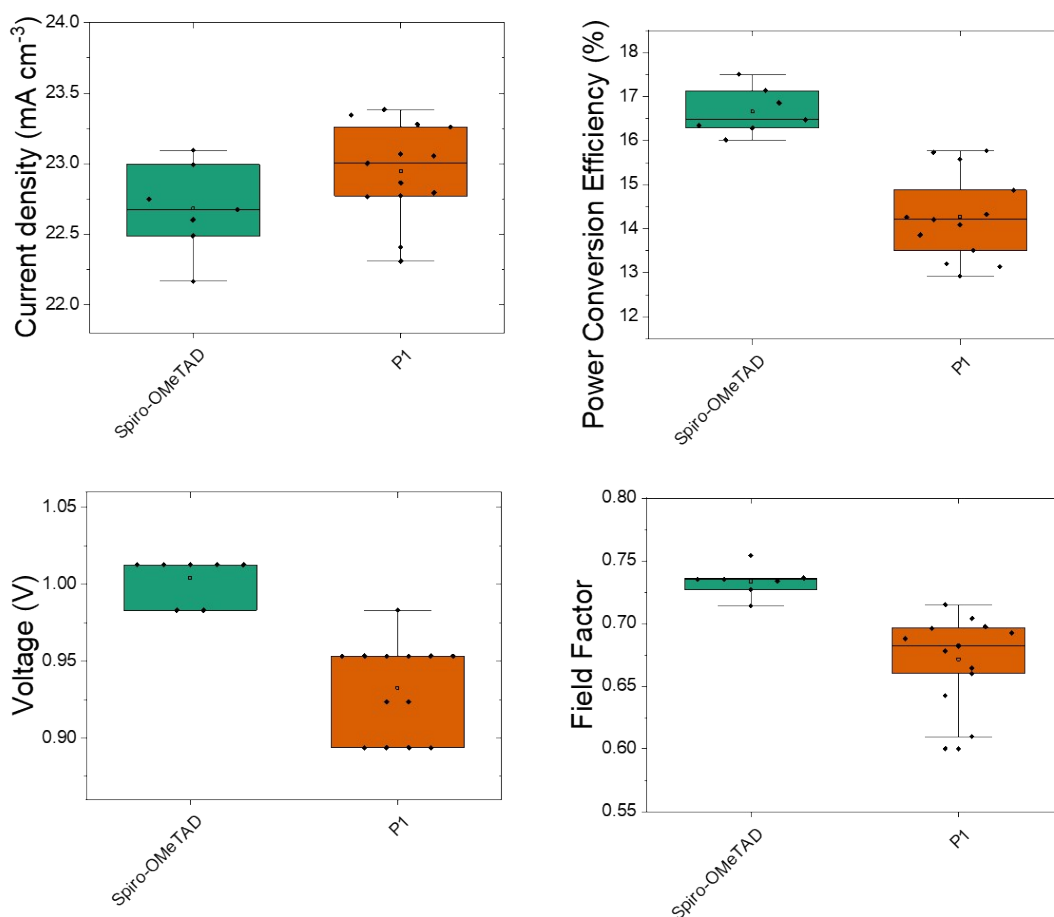 Current density (mA cm⁻³)
24.0
23.5
23.0
22.5
22.0
Spiro-OMeTAD
P1
Power Conversion Efficiency (%)
18
17
16
15
14
13
12
Spiro-OMeTAD
P1
Voltage (V)
1.05
1.00
0.95
0.90
Spiro-OMeTAD
P1
Field Factor
0.80
0.75
0.70
0.65
0.60
0.55
Spiro-OMeTAD
P1